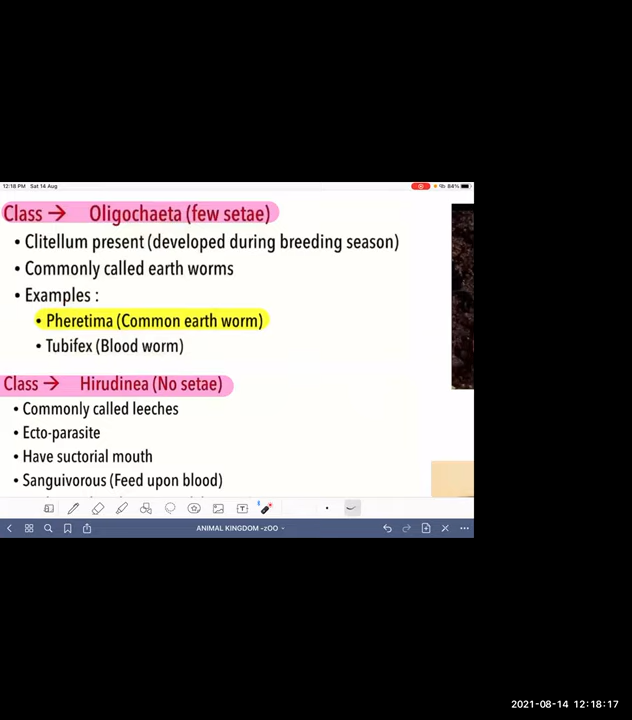 12:18 PM Sat 14 Aug
84%
Class → Oligochaeta (few setae)
• Clitellum present (developed during breeding season)
• Commonly called earth worms
• Examples :
• Pheretima (Common earth worm)
• Tubifex (Blood worm)
Class → Hirudinea (No setae)
• Commonly called leeches
• Ecto-parasite
• Have suctorial mouth
• Sanguivorous (Feed upon blood)
ANIMAL KINGDOM -zOO
2021-08-14 12:18:17